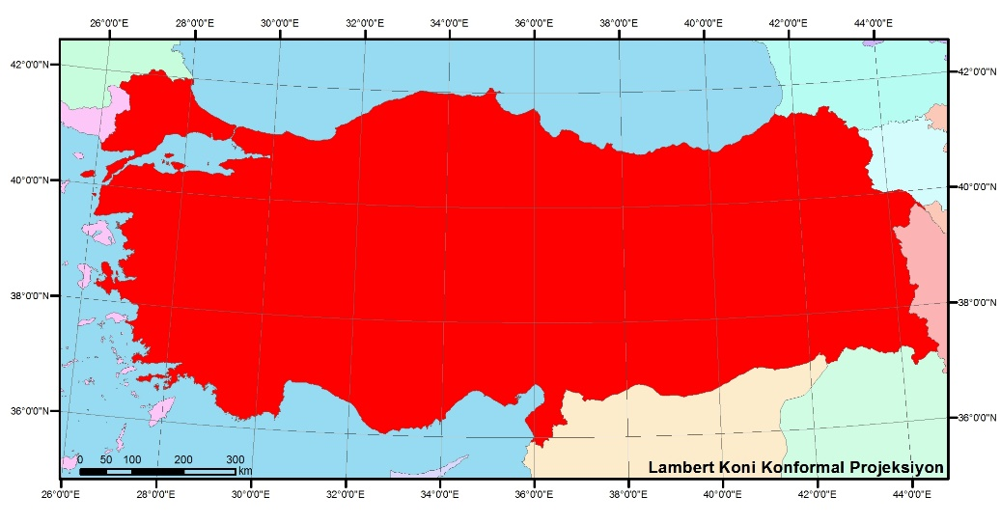 26°0'0"E 28°0'0"E 30°0'0"E 32°0'0"E 34°0'0"E 36°0'0"E 38°0'0"E 40°0'0"E 42°0'0"E 44°0'0"E
42°0'0"N 42°0'0"N
40°0'0"N 40°0'0"N
38°0'0"N 38°0'0"N
36°0'0"N 36°0'0"N
0 50 100 200 300
km
Lambert Koni Konformal Projeksiyon
26°0'0"E 28°0'0"E 30°0'0"E 32°0'0"E 34°0'0"E 36°0'0"E 38°0'0"E 40°0'0"E 42°0'0"E 44°0'0"E